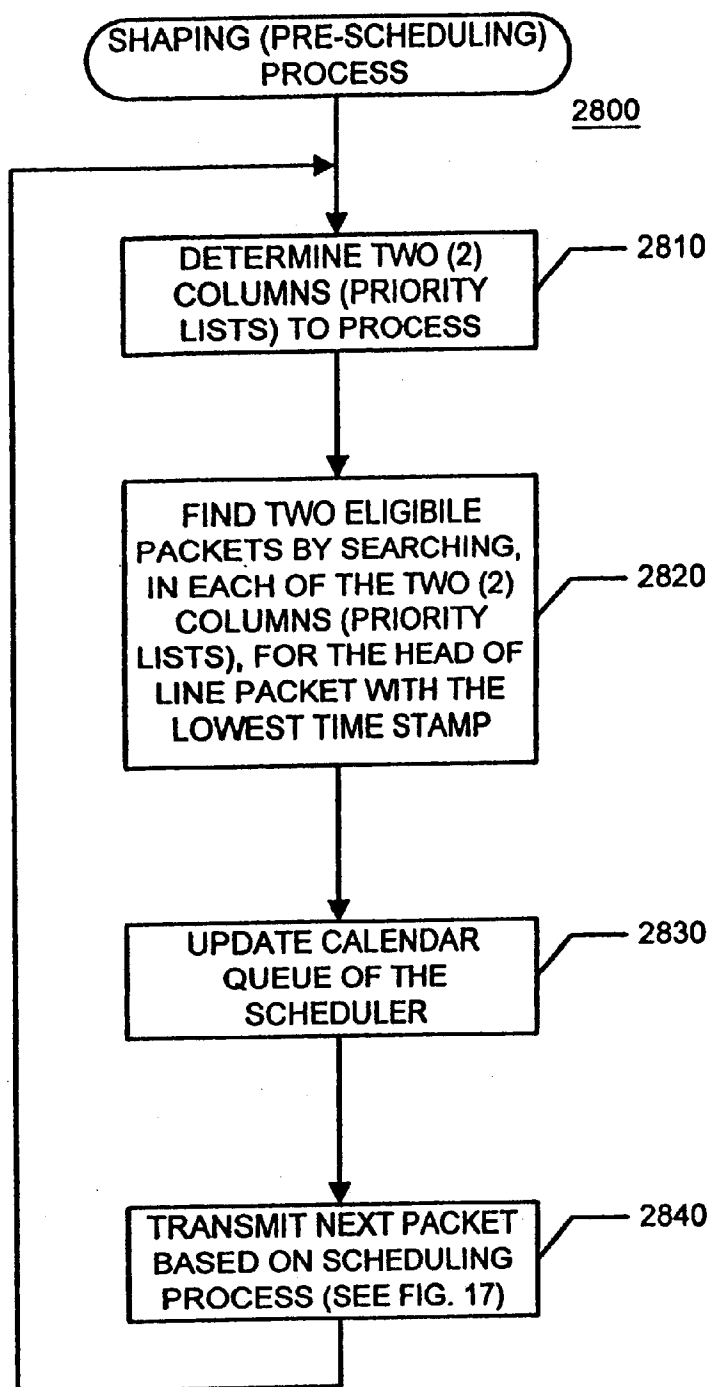 SHAPING (PRE-SCHEDULING)
PROCESS
2800
DETERMINE TWO (2)
COLUMNS (PRIORITY
LISTS) TO PROCESS
2810
FIND TWO ELIGIBILE
PACKETS BY SEARCHING,
IN EACH OF THE TWO (2)
COLUMNS (PRIORITY
LISTS), FOR THE HEAD OF
LINE PACKET WITH THE
LOWEST TIME STAMP
2820
UPDATE CALENDAR
QUEUE OF THE
SCHEDULER
2830
TRANSMIT NEXT PACKET
BASED ON SCHEDULING
PROCESS (SEE FIG. 17)
2840